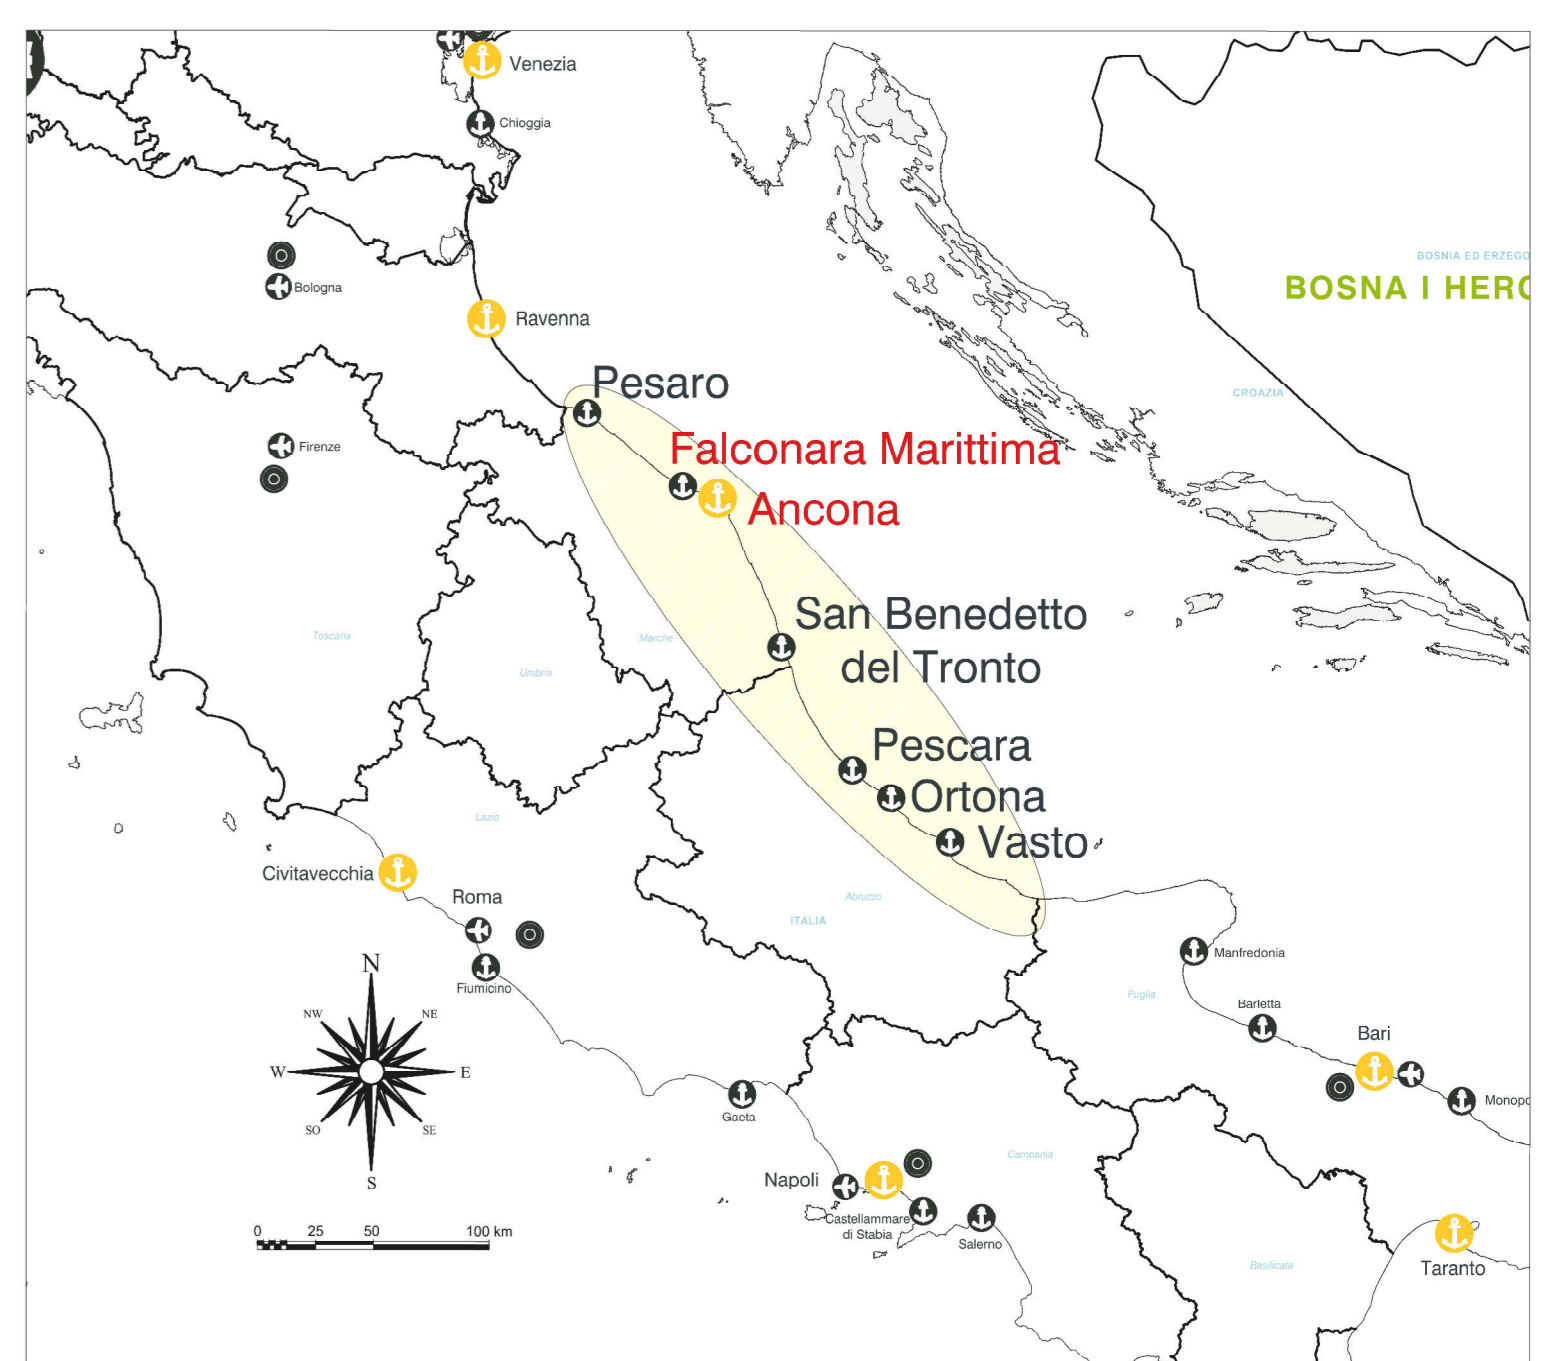 Venezia
Chioggia
BOSNIA ED ERZEGO
BOSNA I HERC
Bologna
Ravenna
Pesaro
CROAZIA
Firenze
Falconara Marittima
Ancona
San Benedetto
del Tronto
Toscana
Marche
Umbria
Pescara
Ortona
Vasto
Lazio
Civitavecchia
Roma
Abruzzo
ITALIA
Fiumicino
Manfredonia
Puglia
Barletta
Bari
Monopo
N
NW
NE
W
E
SO
SE
S
Gaeta
Campania
Napoli
Castellammare
di Stabia
Salerno
0 25 50 100 km
Basilicata
Taranto